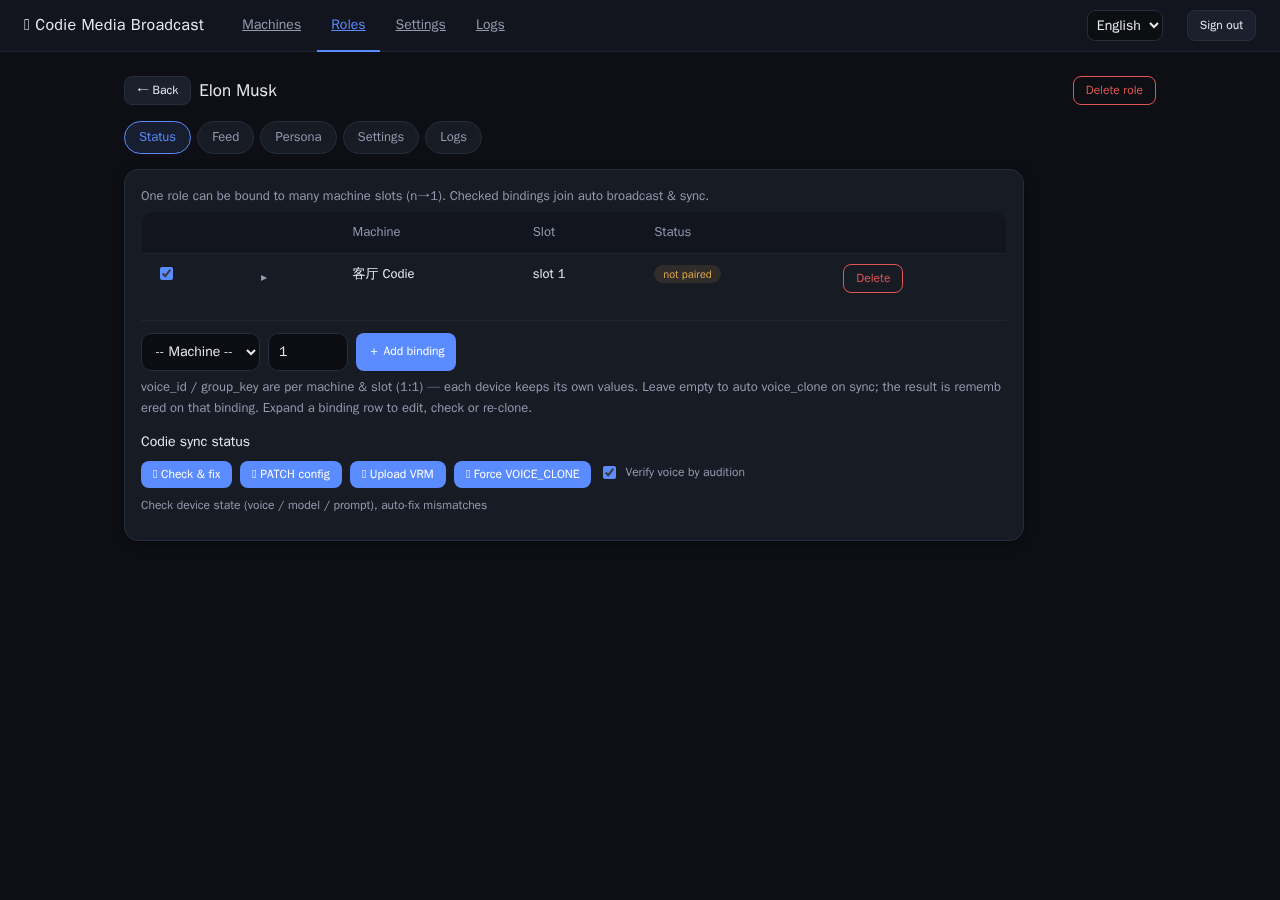 Codie Media Broadcast Machines Roles Settings Logs English Sign out
← Back Elon Musk Delete role
Status Feed Persona Settings Logs
One role can be bound to many machine slots (n→1). Checked bindings join auto broadcast & sync.
Machine Slot Status
▸ 客厅 Codie slot 1 not paired Delete
-- Machine -- 1 + Add binding
voice_id / group_key are per machine & slot (1:1) — each device keeps its own values. Leave empty to auto voice_clone on sync; the result is rememb
ered on that binding. Expand a binding row to edit, check or re-clone.
Codie sync status
Check & fix PATCH config Upload VRM Force VOICE_CLONE Verify voice by audition
Check device state (voice / model / prompt), auto-fix mismatches